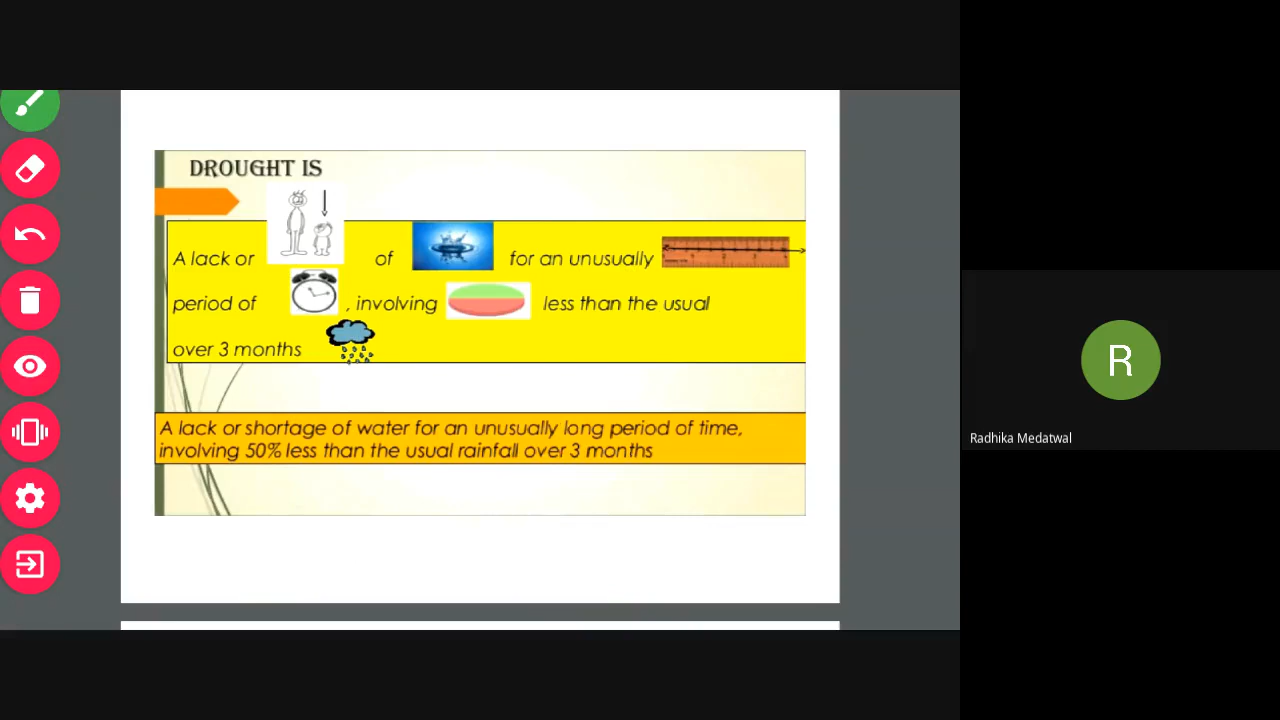 DROUGHT IS
A lack or of for an unusually
period of , involving less than the usual
over 3 months
A lack or shortage of water for an unusually long period of time,
involving 50% less than the usual rainfall over 3 months
R
Radhika Medatwal